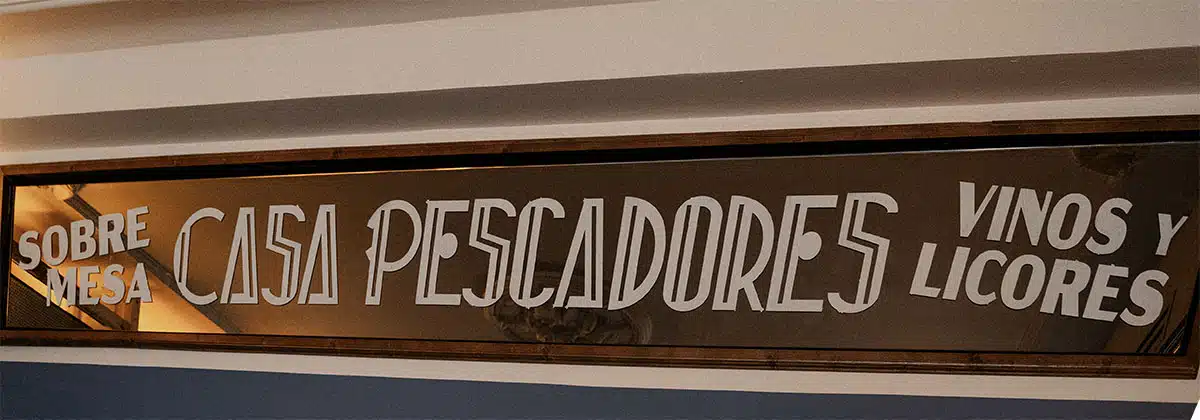 SOBRE
MESA
CASA PESCADORES
VINOS Y
LICORES